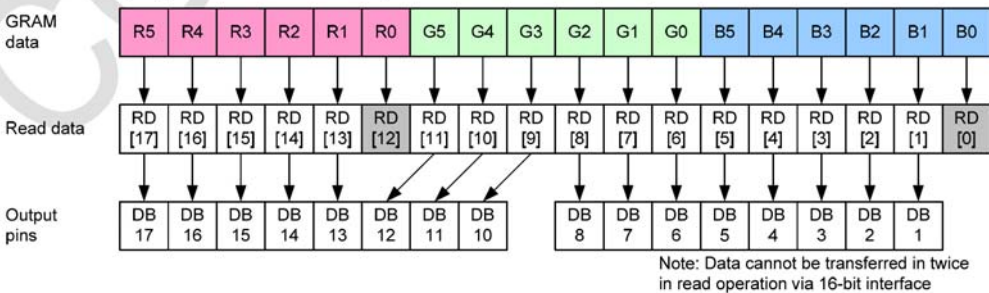 GRAM data R5 R4 R3 R2 R1 R0 G5 G4 G3 G2 G1 G0 B5 B4 B3 B2 B1 B0
Read data RD [17] RD [16] RD [15] RD [14] RD [13] RD [12] RD [11] RD [10] RD [9] RD [8] RD [7] RD [6] RD [5] RD [4] RD [3] RD [2] RD [1] RD [0]
Output pins DB 17 DB 16 DB 15 DB 14 DB 13 DB 12 DB 11 DB 10 DB 8 DB 7 DB 6 DB 5 DB 4 DB 3 DB 2 DB 1
Note: Data cannot be transferred in twice
in read operation via 16-bit interface